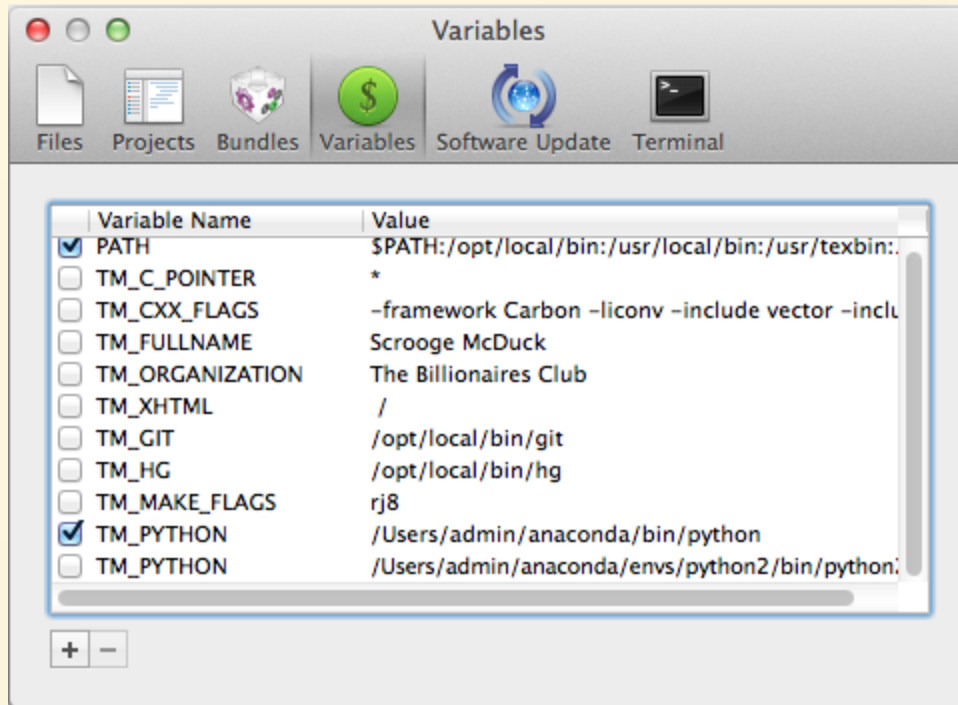 Variables
Files Projects Bundles Variables Software Update Terminal
Variable Name Value
PATH $PATH:/opt/local/bin:/usr/local/bin:/usr/texbin:
TM_C_POINTER *
TM_CXX_FLAGS -framework Carbon -liconv -include vector -inclu
TM_FULLNAME Scrooge McDuck
TM_ORGANIZATION The Billionaires Club
TM_XHTML /
TM_GIT /opt/local/bin/git
TM_HG /opt/local/bin/hg
TM_MAKE_FLAGS rj8
TM_PYTHON /Users/admin/anaconda/bin/python
TM_PYTHON /Users/admin/anaconda/envs/python2/bin/python